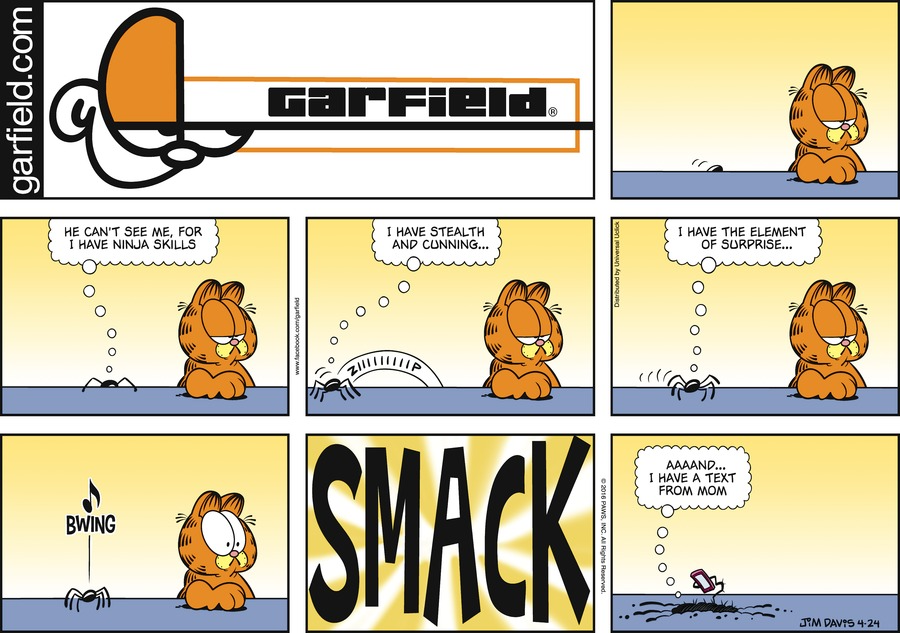 garfield.com
GARFIELD®
HE CAN'T SEE ME, FOR
I HAVE NINJA SKILLS
www.facebook.com/garfield
I HAVE STEALTH
AND CUNNING...
ZIIIIIIIP
Distributed by Universal Uclick
I HAVE THE ELEMENT
OF SURPRISE...
BWING
SMACK
© 2016 PAWS, INC. All Rights Reserved.
AAAAND...
I HAVE A TEXT
FROM MOM
JIM DAVIS 4-24